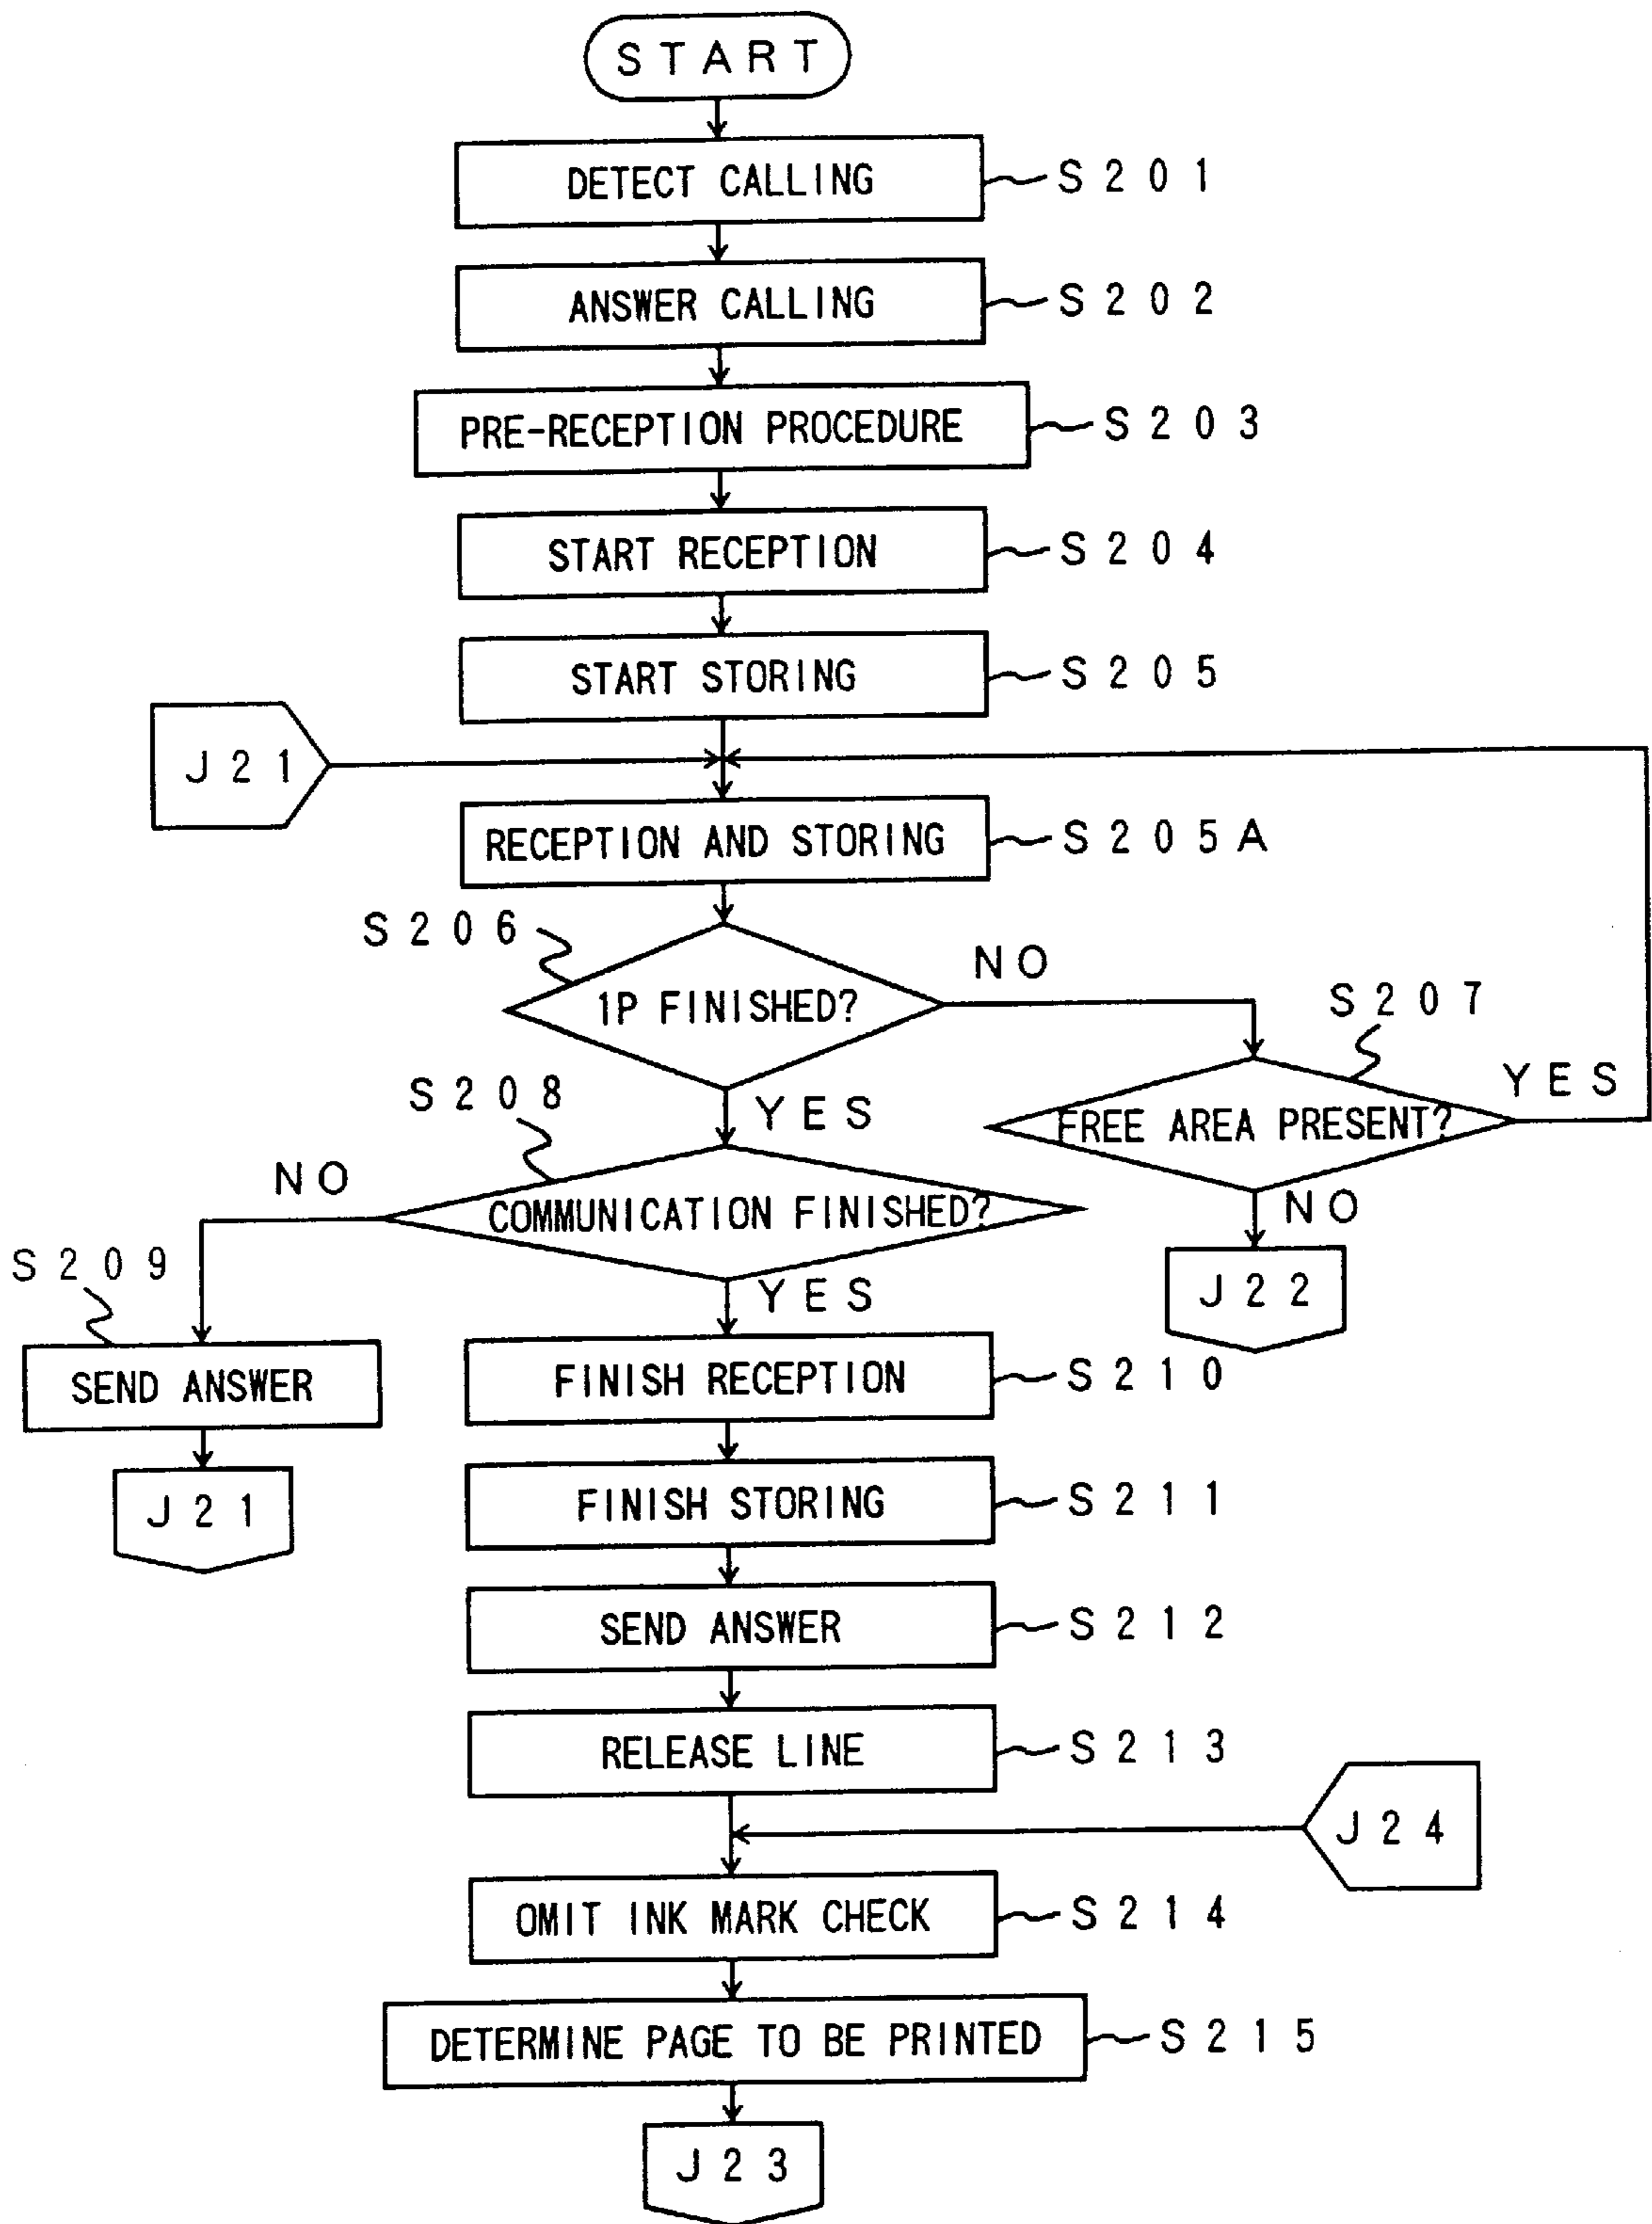 START
DETECT CALLING
S201
ANSWER CALLING
S202
PRE-RECEPTION PROCEDURE
S203
START RECEPTION
S204
START STORING
S205
J21
RECEPTION AND STORING
S205A
S206
1P FINISHED?
NO
S207
FREE AREA PRESENT?
YES
NO
J22
YES
S208
COMMUNICATION FINISHED?
NO
S209
SEND ANSWER
J21
YES
FINISH RECEPTION
S210
FINISH STORING
S211
SEND ANSWER
S212
RELEASE LINE
S213
J24
OMIT INK MARK CHECK
S214
DETERMINE PAGE TO BE PRINTED
S215
J23